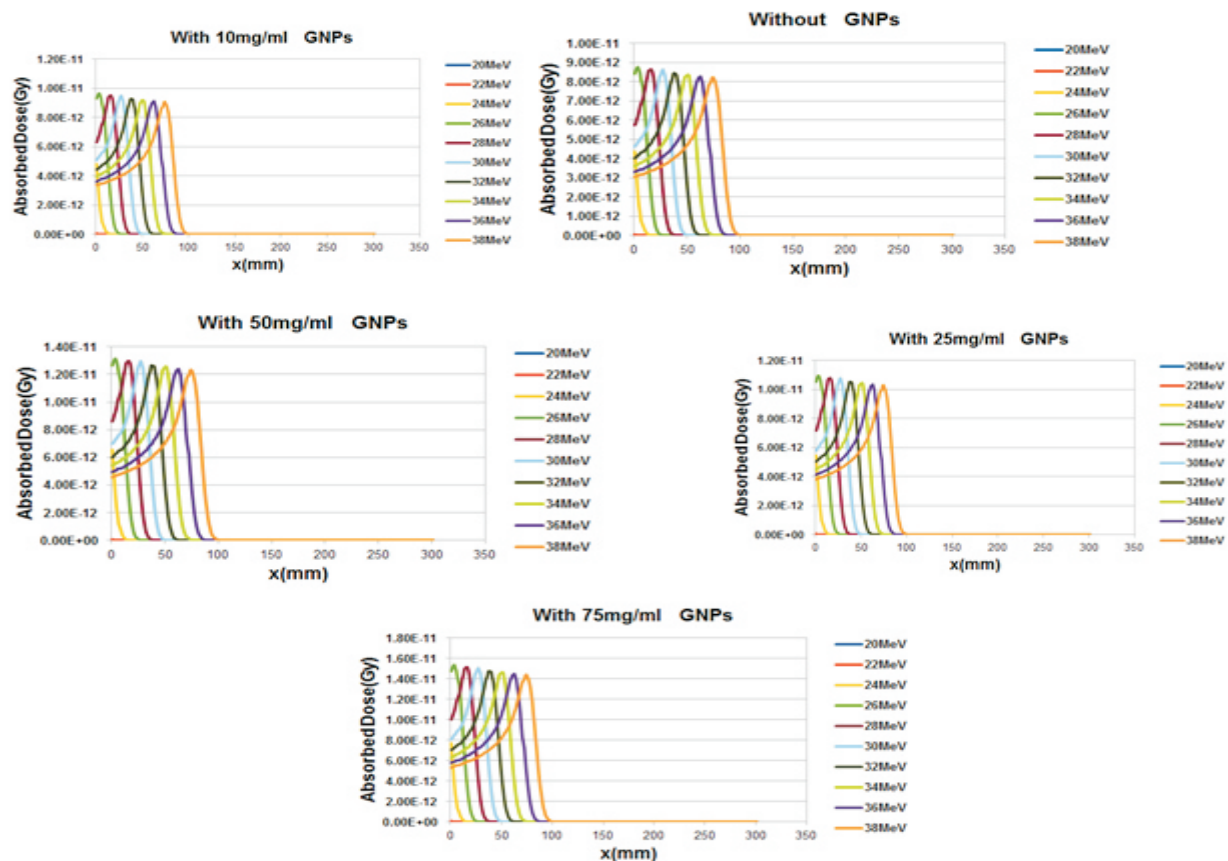 With 10mg/ml GNPs
AbsorbedDose(Gy)
1.20E-11
1.00E-11
8.00E-12
6.00E-12
4.00E-12
2.00E-12
0.00E+00
0 50 100 150 200 250 300 350
x(mm)
20MeV
22MeV
24MeV
26MeV
28MeV
30MeV
32MeV
34MeV
36MeV
38MeV
Without GNPs
AbsorbedDose(Gy)
1.00E-11
9.00E-12
8.00E-12
7.00E-12
6.00E-12
5.00E-12
4.00E-12
3.00E-12
2.00E-12
1.00E-12
0.00E+00
0 50 100 150 200 250 300 350
x(mm)
20MeV
22MeV
24MeV
26MeV
28MeV
30MeV
32MeV
34MeV
36MeV
38MeV
With 50mg/ml GNPs
AbsorbedDose(Gy)
1.40E-11
1.20E-11
1.00E-11
8.00E-12
6.00E-12
4.00E-12
2.00E-12
0.00E+00
0 50 100 150 200 250 300 350
x(mm)
20MeV
22MeV
24MeV
26MeV
28MeV
30MeV
32MeV
34MeV
36MeV
38MeV
With 25mg/ml GNPs
AbsorbedDose(Gy)
1.20E-11
1.00E-11
8.00E-12
6.00E-12
4.00E-12
2.00E-12
0.00E+00
0 50 100 150 200 250 300 350
x(mm)
20MeV
22MeV
24MeV
26MeV
28MeV
30MeV
32MeV
34MeV
36MeV
38MeV
With 75mg/ml GNPs
AbsorbedDose(Gy)
1.80E-11
1.60E-11
1.40E-11
1.20E-11
1.00E-11
8.00E-12
6.00E-12
4.00E-12
2.00E-12
0.00E+00
0 50 100 150 200 250 300 350
x(mm)
20MeV
22MeV
24MeV
26MeV
28MeV
30MeV
32MeV
34MeV
36MeV
38MeV